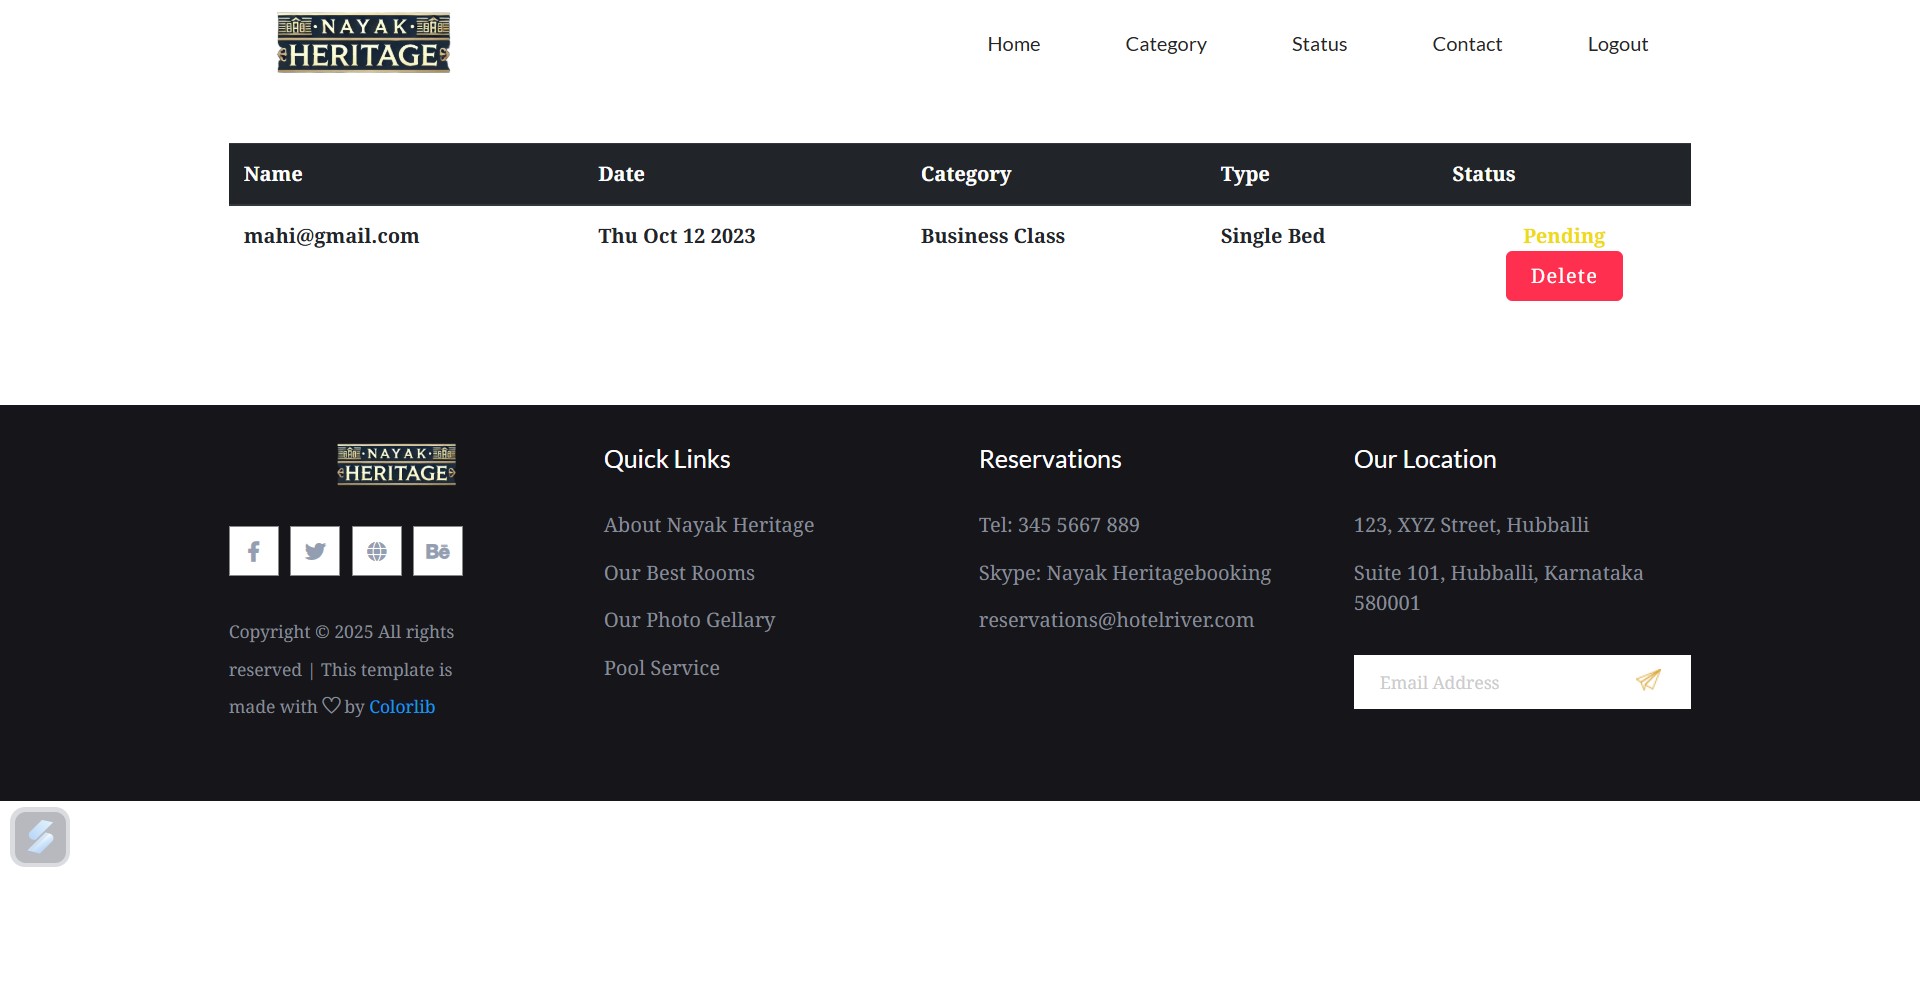 ·NAYAK·
HERITAGE
Home Category Status Contact Logout
Name Date Category Type Status
mahi@gmail.com Thu Oct 12 2023 Business Class Single Bed Pending
Delete
·NAYAK·
HERITAGE
Bē
Copyright © 2025 All rights
reserved | This template is
made with ♡ by Colorlib
Quick Links
About Nayak Heritage
Our Best Rooms
Our Photo Gellary
Pool Service
Reservations
Tel: 345 5667 889
Skype: Nayak Heritagebooking
reservations@hotelriver.com
Our Location
123, XYZ Street, Hubballi
Suite 101, Hubballi, Karnataka
580001
Email Address